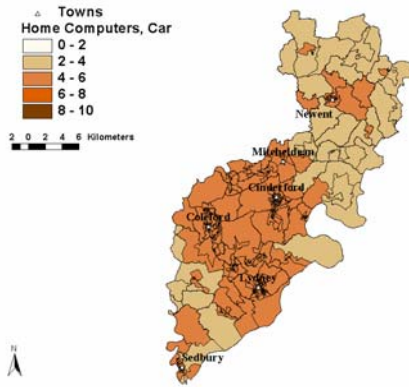 Towns
Home Computers, Car
0 - 2
2 - 4
4 - 6
6 - 8
8 - 10
2 0 2 4 6 Kilometers
Newent
Mitcheldean
Cinderford
Coleford
Lydney
Sedbury
N